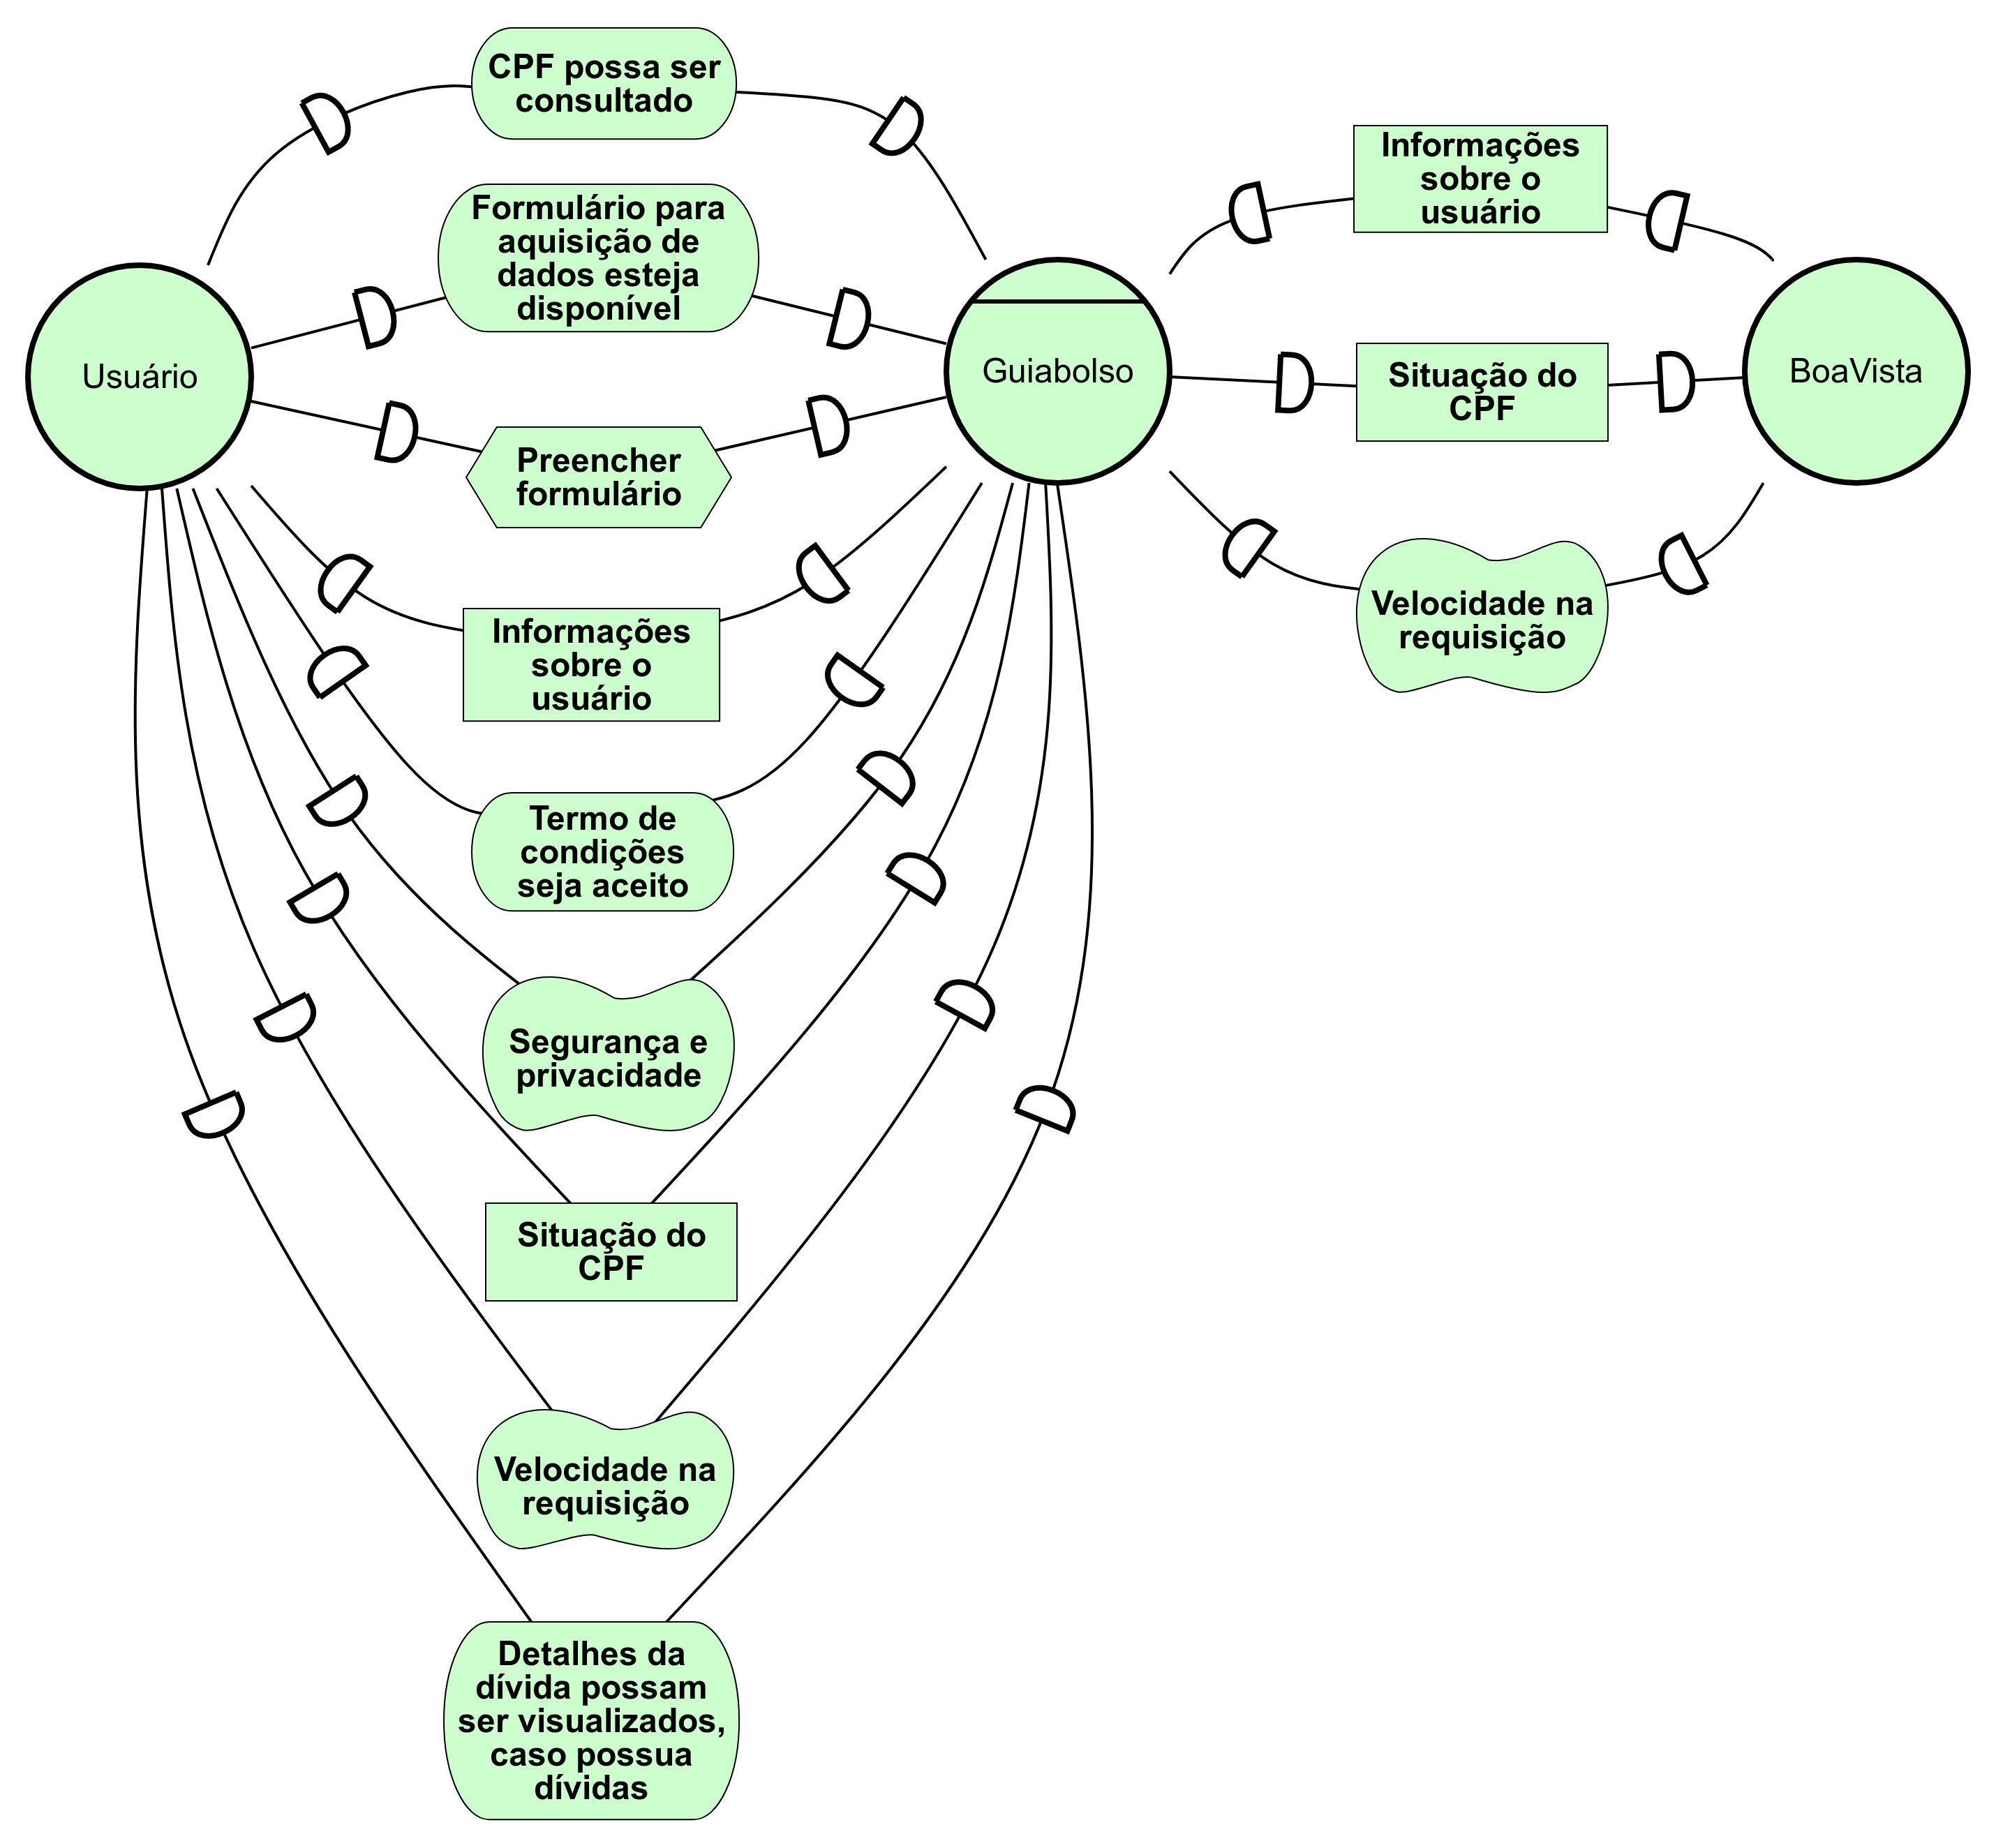 CPF possa ser
consultado
Formulário para
aquisição de
dados esteja
disponível
Usuário
Preencher
formulário
Informações
sobre o
usuário
Termo de
condições
seja aceito
Segurança e
privacidade
Situação do
CPF
Velocidade na
requisição
Detalhes da
dívida possam
ser visualizados,
caso possua
dívidas
Guiabolso
Informações
sobre o
usuário
Situação do
CPF
Velocidade na
requisição
BoaVista